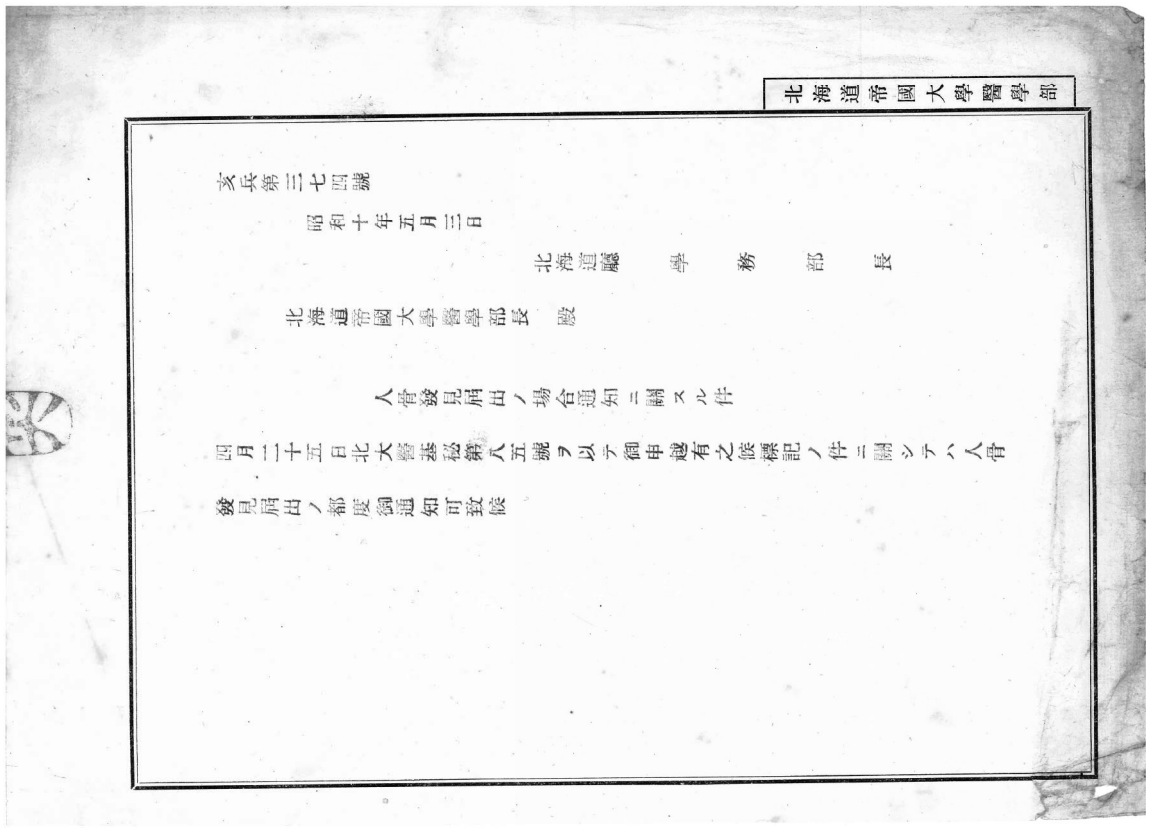 北海道帝國大學醫學部
亥兵第三七四號
昭和十年五月三日
北海道廳 學 務 部 長
北海道帝國大學醫學部長 殿
人骨發見屆出ノ場合通知ニ關スル件
四月二十五日北大醫基秘第八五號ヲ以テ御申越有之候標記ノ件ニ關シテハ人骨
發見屆出ノ都度御通知可致候